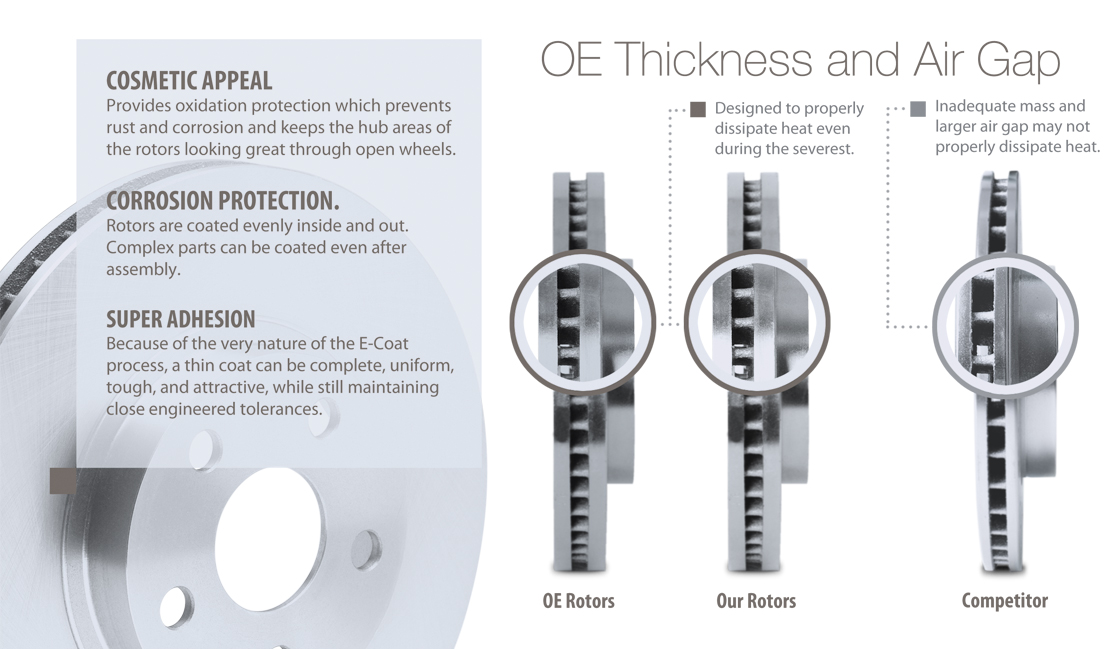 COSMETIC APPEAL
Provides oxidation protection which prevents
rust and corrosion and keeps the hub areas of
the rotors looking great through open wheels.
CORROSION PROTECTION.
Rotors are coated evenly inside and out.
Complex parts can be coated even after
assembly.
SUPER ADHESION
Because of the very nature of the E-Coat
process, a thin coat can be complete, uniform,
tough, and attractive, while still maintaining
close engineered tolerances.
OE Thickness and Air Gap
Designed to properly
dissipate heat even
during the severest.
Inadequate mass and
larger air gap may not
properly dissipate heat.
OE Rotors
Our Rotors
Competitor